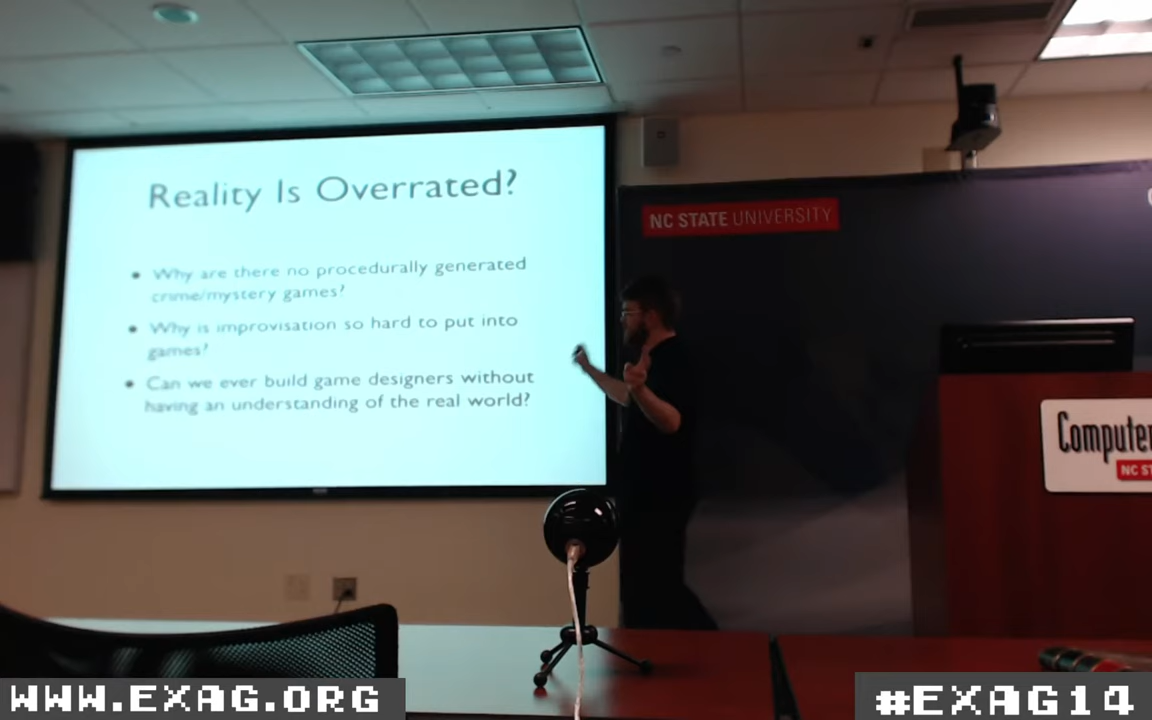 Reality Is Overrated?
• Why are there no procedurally generated
crime/mystery games?
• Why is improvisation so hard to put into
games?
• Can we ever build game designers without
having an understanding of the real world?
NC STATE UNIVERSITY
Computer
NC ST
WWW.EXAG.ORG
#EXAG14